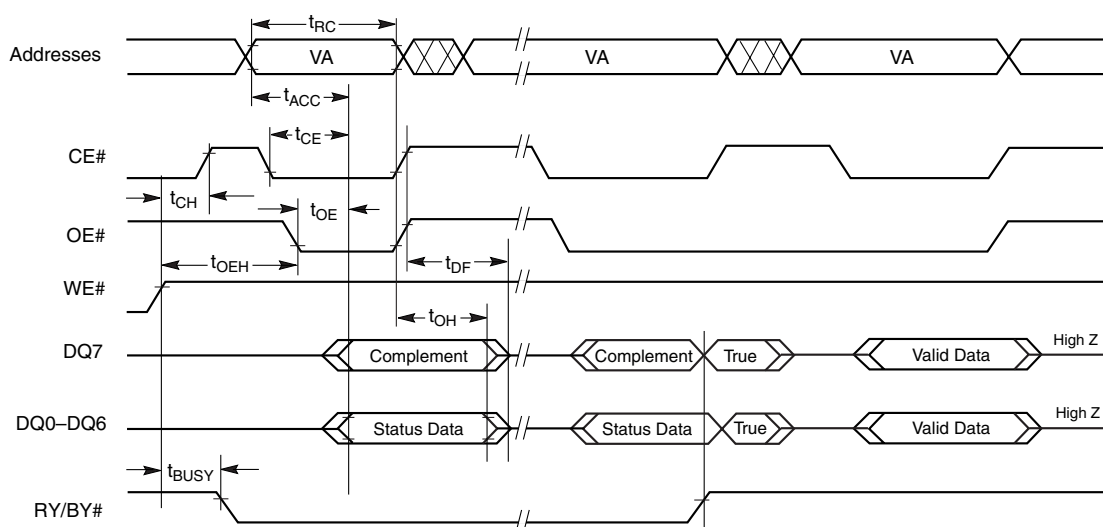 tRC
Addresses VA VA VA
tACC
tCE
CE#
tCH tOE
OE#
tOEH tDF
WE#
tOH
DQ7 Complement Complement True Valid Data High Z
DQ0–DQ6 Status Data Status Data True Valid Data High Z
tBUSY
RY/BY#